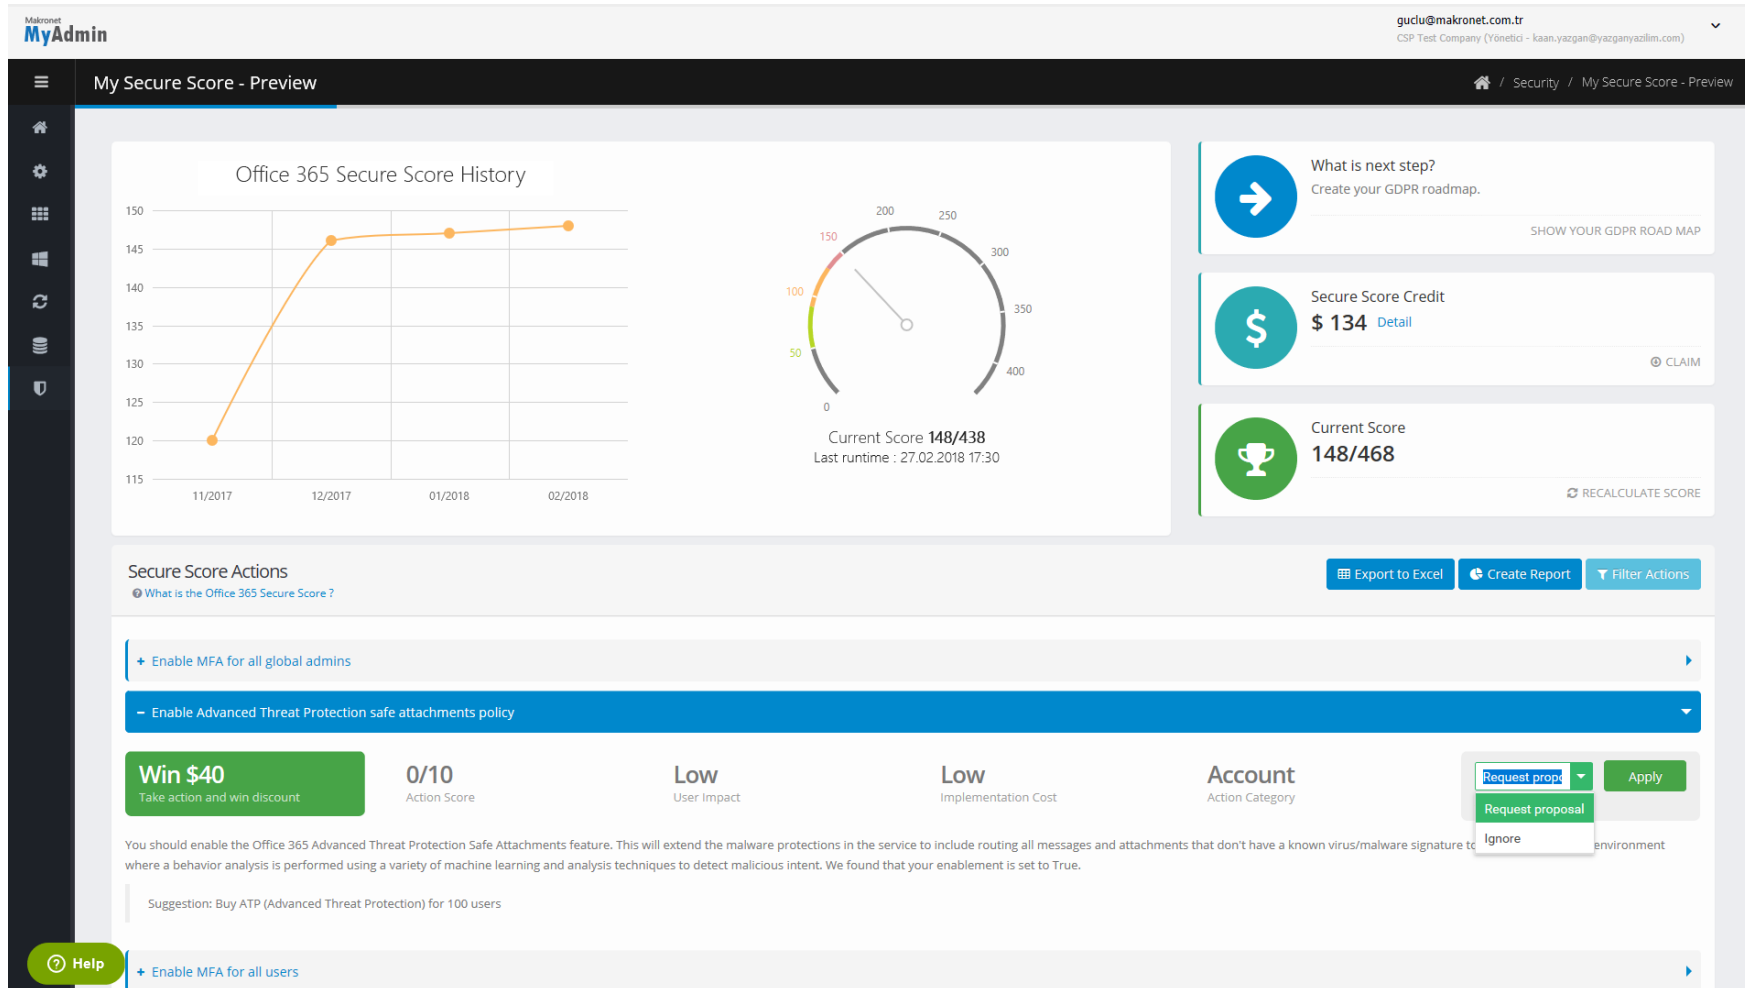 Makronet
MyAdmin
guclu@makronet.com.tr
CSP Test Company (Yönetici - kaan.yazgan@yazganyazilim.com)
My Secure Score - Preview
/ Security / My Secure Score - Preview
Office 365 Secure Score History
150
145
140
135
130
125
120
115
11/2017
12/2017
01/2018
02/2018
0
50
100
150
200
250
300
350
400
Current Score 148/438
Last runtime : 27.02.2018 17:30
What is next step?
Create your GDPR roadmap.
SHOW YOUR GDPR ROAD MAP
Secure Score Credit
$ 134 Detail
CLAIM
Current Score
148/468
RECALCULATE SCORE
Secure Score Actions
What is the Office 365 Secure Score ?
Export to Excel
Create Report
Filter Actions
+ Enable MFA for all global admins
- Enable Advanced Threat Protection safe attachments policy
Win $40
Take action and win discount
0/10
Action Score
Low
User Impact
Low
Implementation Cost
Account
Action Category
Request propo
Apply
Request proposal
Ignore
You should enable the Office 365 Advanced Threat Protection Safe Attachments feature. This will extend the malware protections in the service to include routing all messages and attachments that don't have a known virus/malware signature environment
where a behavior analysis is performed using a variety of machine learning and analysis techniques to detect malicious intent. We found that your enablement is set to True.
Suggestion: Buy ATP (Advanced Threat Protection) for 100 users
Help
+ Enable MFA for all users